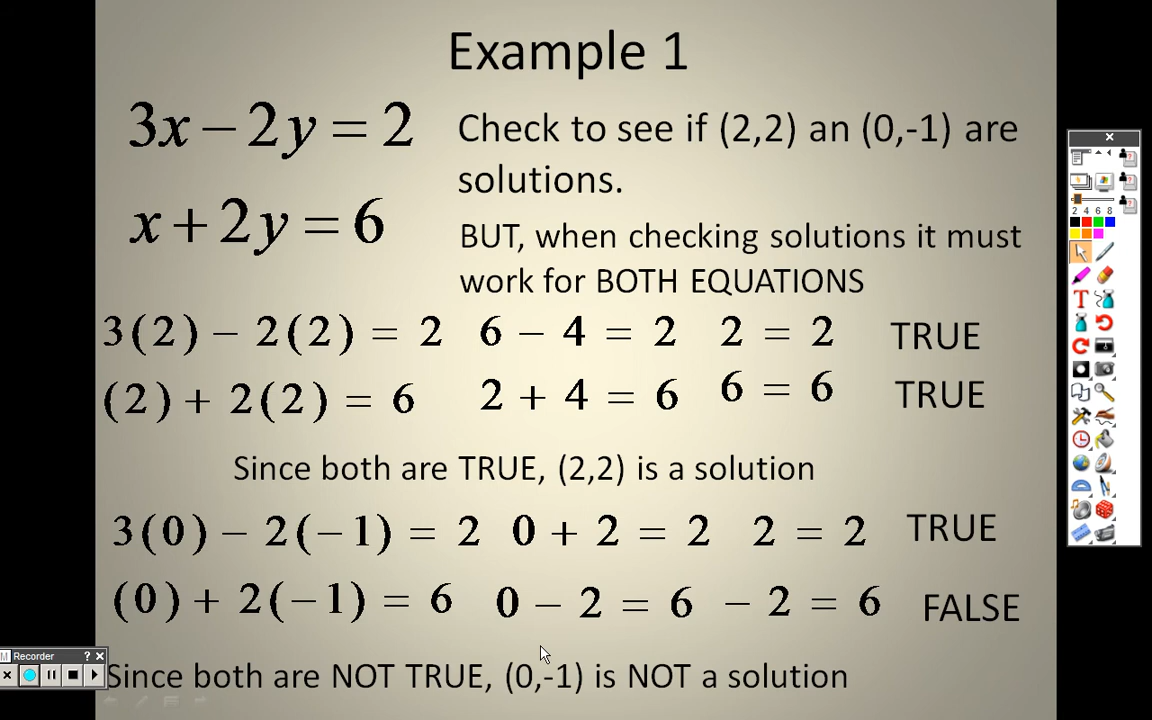 Example 1
3x − 2y = 2
x + 2y = 6
Check to see if (2,2) an (0,-1) are
solutions.
BUT, when checking solutions it must
work for BOTH EQUATIONS
3(2) − 2(2) = 2 6 − 4 = 2 2 = 2 TRUE
(2) + 2(2) = 6 2 + 4 = 6 6 = 6 TRUE
Since both are TRUE, (2,2) is a solution
3(0) − 2(−1) = 2 0 + 2 = 2 2 = 2 TRUE
(0) + 2(−1) = 6 0 − 2 = 6 − 2 = 6 FALSE
Since both are NOT TRUE, (0,-1) is NOT a solution
M Recorder ? ×
2 4 6 8
T